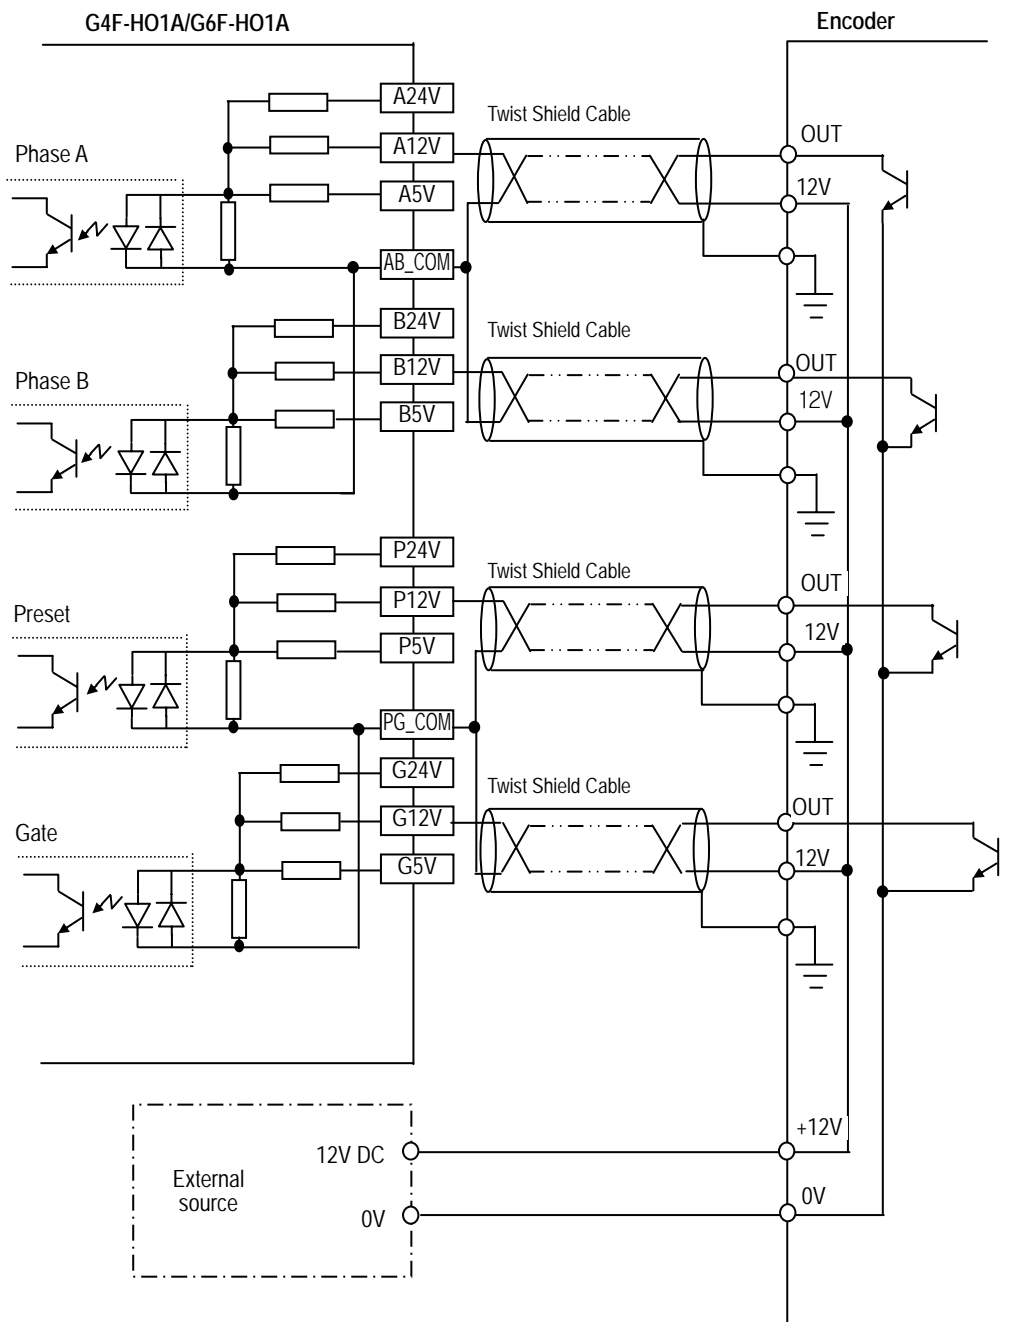 G4F-HO1A/G6F-HO1A
Encoder
A24V
Twist Shield Cable
OUT
A12V
Phase A
A5V
12V
AB_COM
B24V
Twist Shield Cable
B12V
OUT
Phase B
12V
B5V
P24V
Twist Shield Cable
OUT
P12V
Preset
P5V
12V
PG_COM
G24V
Twist Shield Cable
OUT
G12V
Gate
G5V
12V
+12V
12V DC
External
source
0V
0V